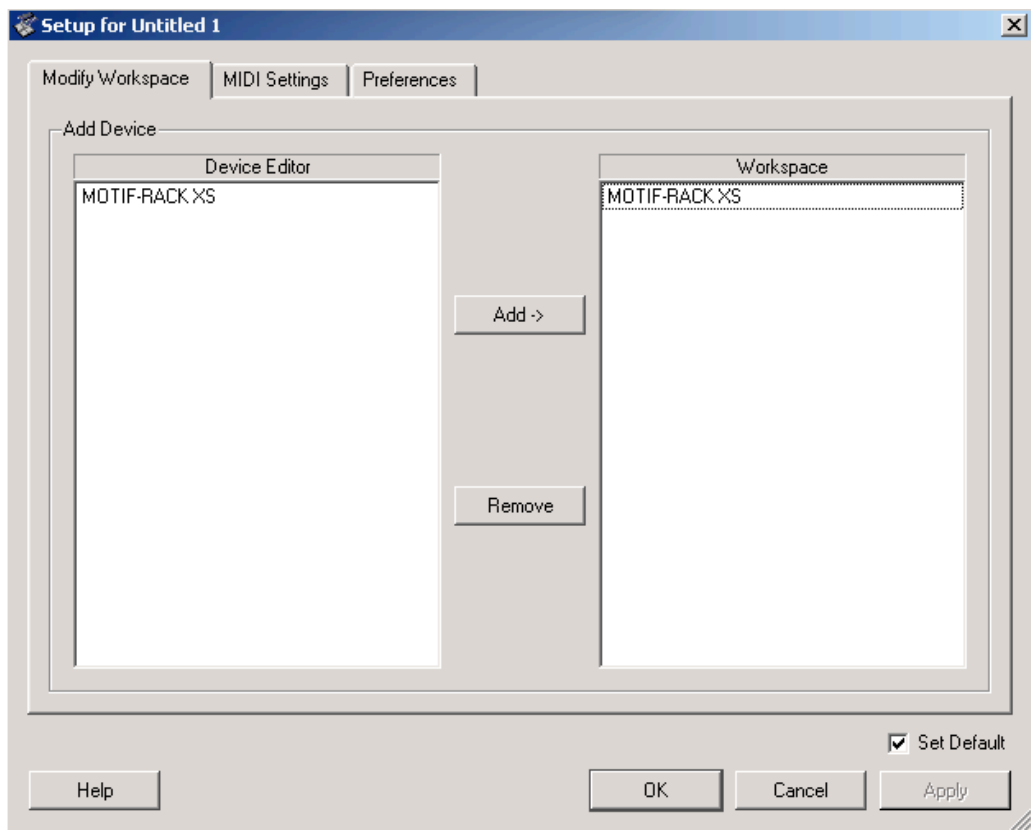 Setup for Untitled 1
Modify Workspace MIDI Settings Preferences
Add Device
Device Editor Workspace
MOTIF-RACK XS MOTIF-RACK XS
Add ->
Remove
Set Default
Help OK Cancel Apply